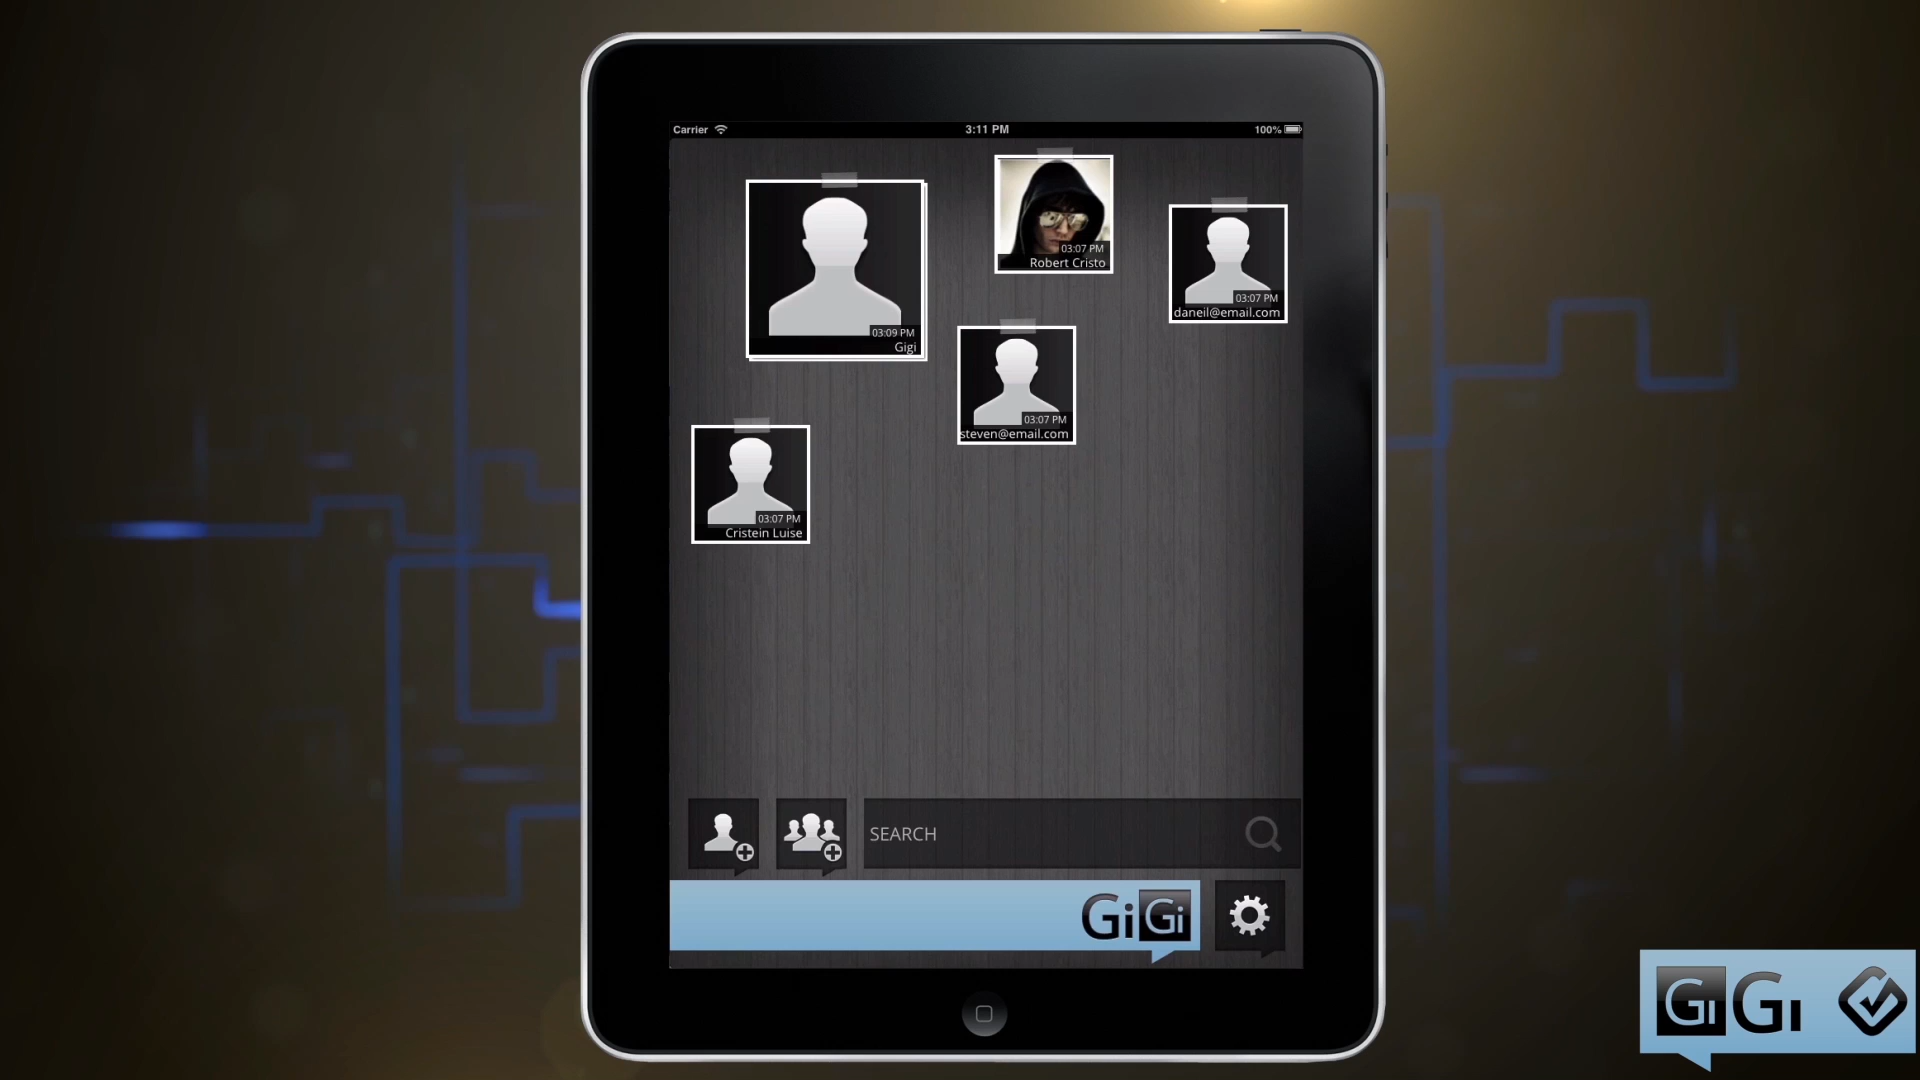 Carrier
3:11 PM
100%
03:09 PM
Gigi
03:07 PM
Robert Cristo
03:07 PM
daneil@email.com
03:07 PM
steven@email.com
03:07 PM
Cristein Luise
SEARCH
GiGi
GiGi